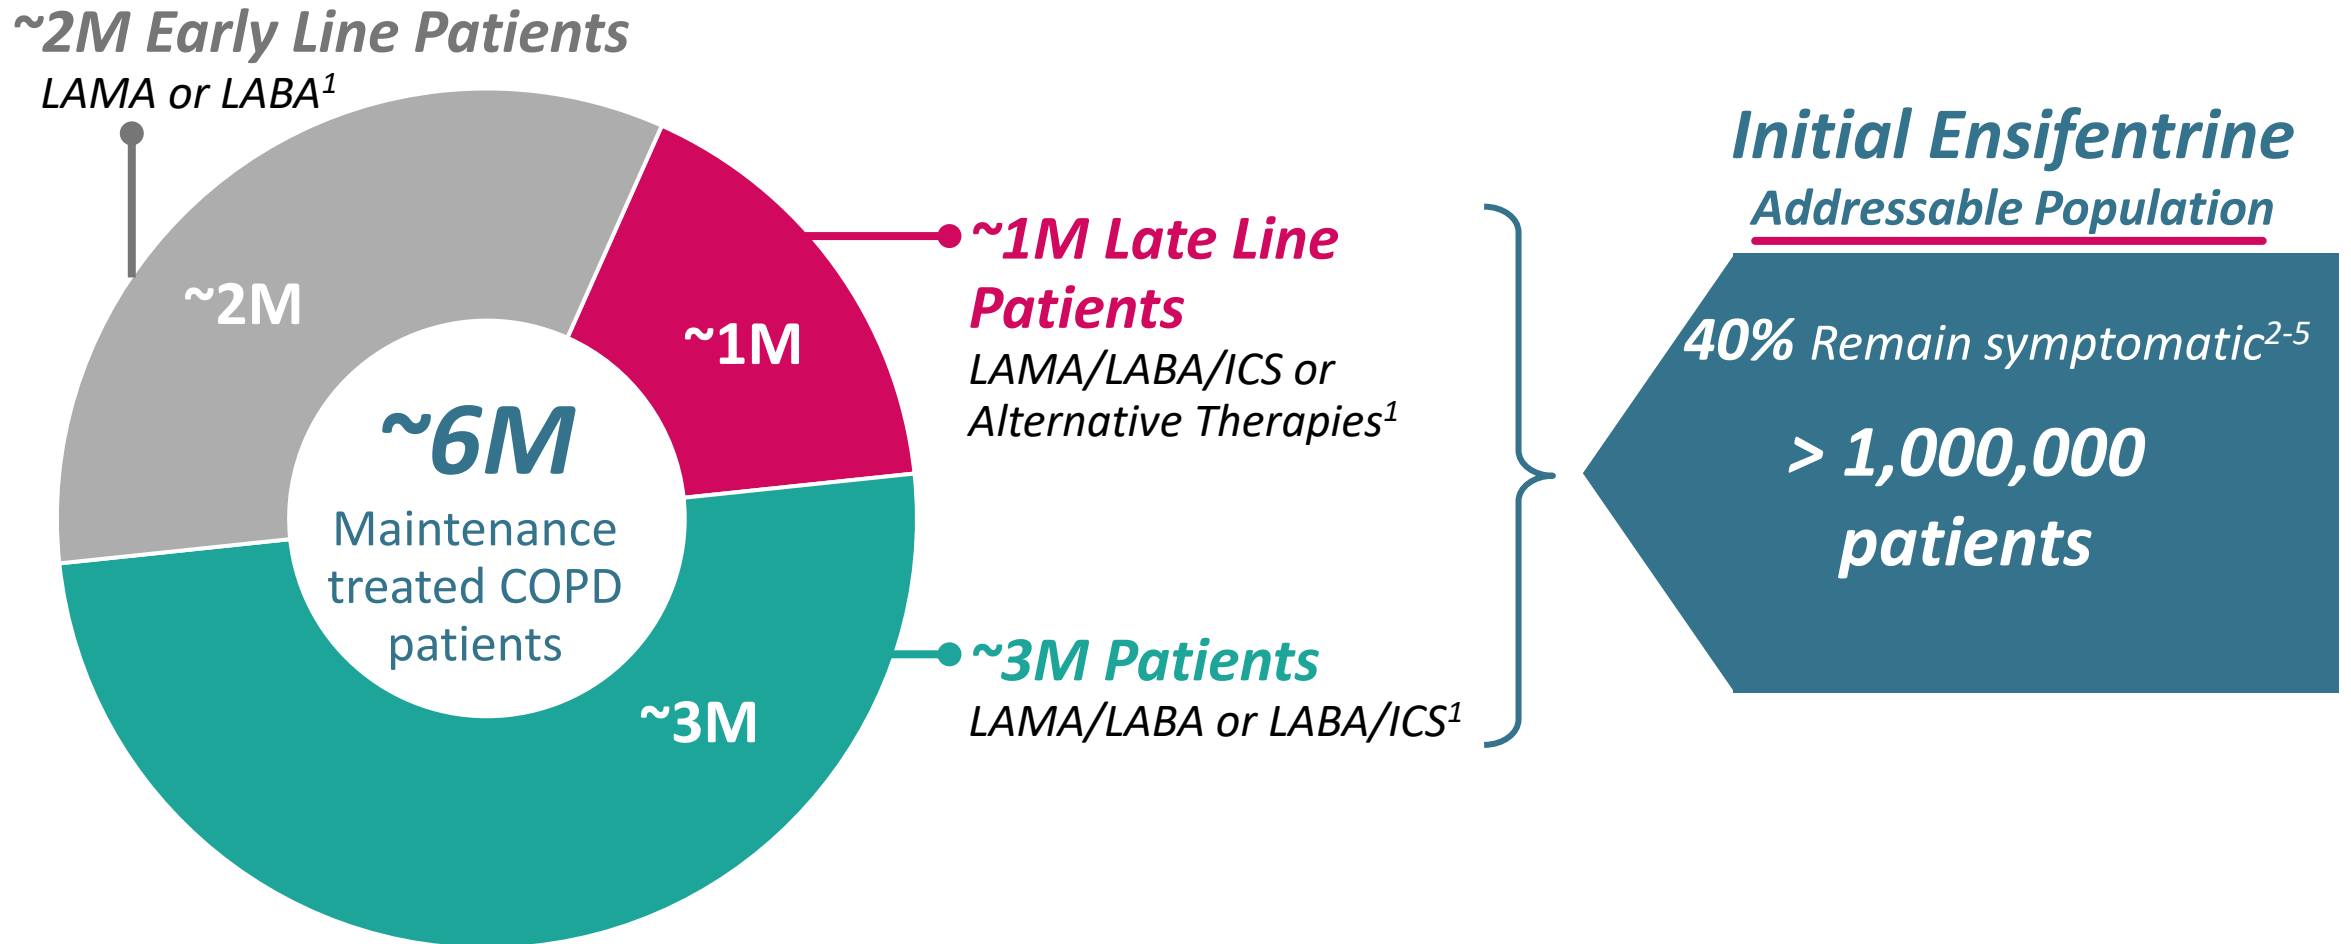 ~2M Early Line Patients
LAMA or LABA1
~2M
~1M
~3M
~6M
Maintenance
treated COPD
patients
~1M Late Line
Patients
LAMA/LABA/ICS or
Alternative Therapies1
~3M Patients
LAMA/LABA or LABA/ICS1
Initial Ensifentrine
Addressable Population
40% Remain symptomatic2-5
> 1,000,000
patients